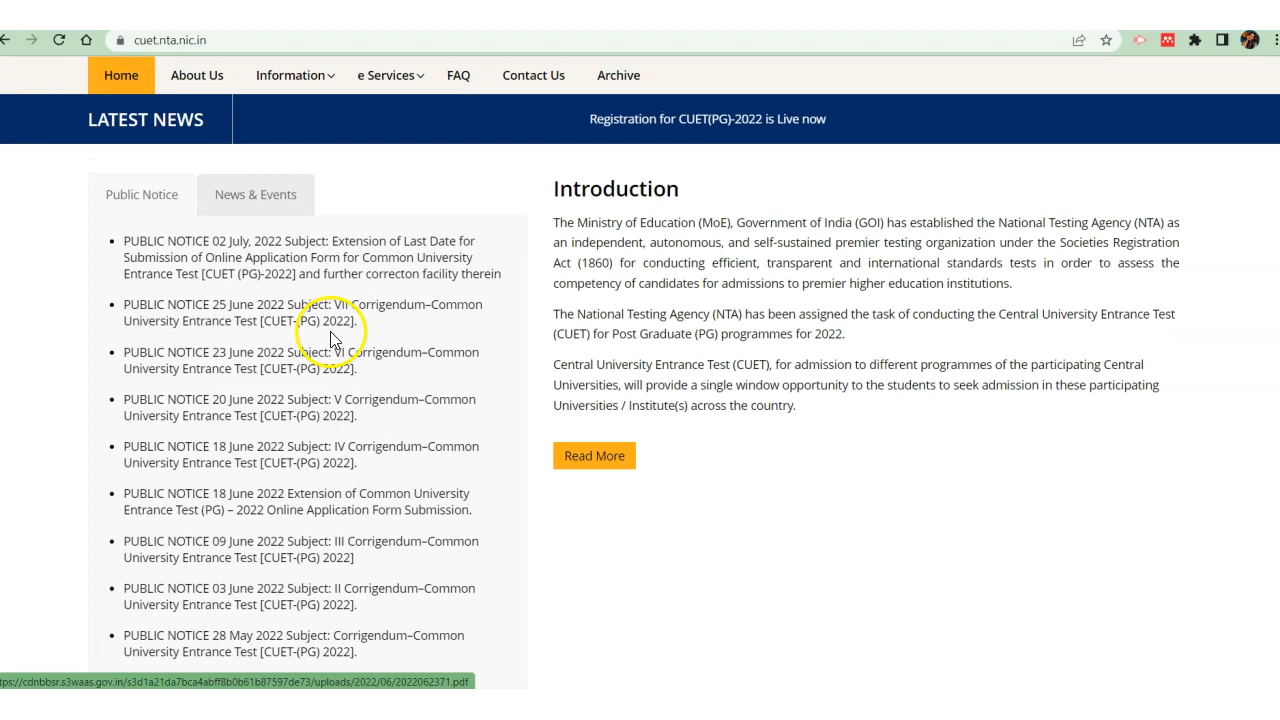 cuet.nta.nic.in
Home About Us Information e Services FAQ Contact Us Archive
LATEST NEWS
Registration for CUET(PG)-2022 is Live now
Public Notice News & Events
PUBLIC NOTICE 02 July, 2022 Subject: Extension of Last Date for
Submission of Online Application Form for Common University
Entrance Test [CUET (PG)-2022] and further correcton facility therein
PUBLIC NOTICE 25 June 2022 Subject: VII Corrigendum–Common
University Entrance Test [CUET-(PG) 2022].
PUBLIC NOTICE 23 June 2022 Subject: VI Corrigendum–Common
University Entrance Test [CUET-(PG) 2022].
PUBLIC NOTICE 20 June 2022 Subject: V Corrigendum–Common
University Entrance Test [CUET-(PG) 2022].
PUBLIC NOTICE 18 June 2022 Subject: IV Corrigendum–Common
University Entrance Test [CUET-(PG) 2022].
PUBLIC NOTICE 18 June 2022 Extension of Common University
Entrance Test (PG) – 2022 Online Application Form Submission.
PUBLIC NOTICE 09 June 2022 Subject: III Corrigendum–Common
University Entrance Test [CUET-(PG) 2022]
PUBLIC NOTICE 03 June 2022 Subject: II Corrigendum–Common
University Entrance Test [CUET-(PG) 2022].
PUBLIC NOTICE 28 May 2022 Subject: Corrigendum–Common
University Entrance Test [CUET-(PG) 2022].
Introduction
The Ministry of Education (MoE), Government of India (GOI) has established the National Testing Agency (NTA) as
an independent, autonomous, and self-sustained premier testing organization under the Societies Registration
Act (1860) for conducting efficient, transparent and international standards tests in order to assess the
competency of candidates for admissions to premier higher education institutions.
The National Testing Agency (NTA) has been assigned the task of conducting the Central University Entrance Test
(CUET) for Post Graduate (PG) programmes for 2022.
Central University Entrance Test (CUET), for admission to different programmes of the participating Central
Universities, will provide a single window opportunity to the students to seek admission in these participating
Universities / Institute(s) across the country.
Read More
tps://cdnbbsr.s3waas.gov.in/s3d1a21da7bca4abff8b0b61b87597de73/uploads/2022/06/2022062371.pdf